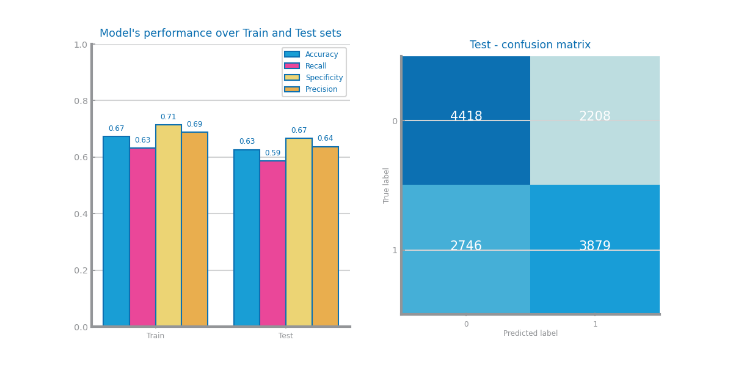 Model's performance over Train and Test sets
1.0
0.8
0.6
0.4
0.2
0.0
Accuracy
Recall
Specificity
Precision
0.67
0.63
0.71
0.69
0.63
0.59
0.67
0.64
Train
Test
Test - confusion matrix
True label
0
1
4418
2208
2746
3879
0
1
Predicted label